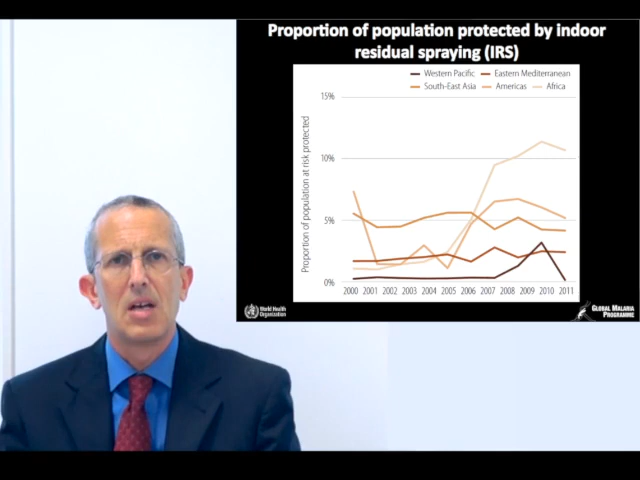 Proportion of population protected by indoor
residual spraying (IRS)
Western Pacific
Eastern Mediterranean
South-East Asia
Americas
Africa
Proportion of population at risk protected
15%
10%
5%
0%
2000 2001 2002 2003 2004 2005 2006 2007 2008 2009 2010 2011
World Health
Organization
GLOBAL MALARIA
PROGRAMME